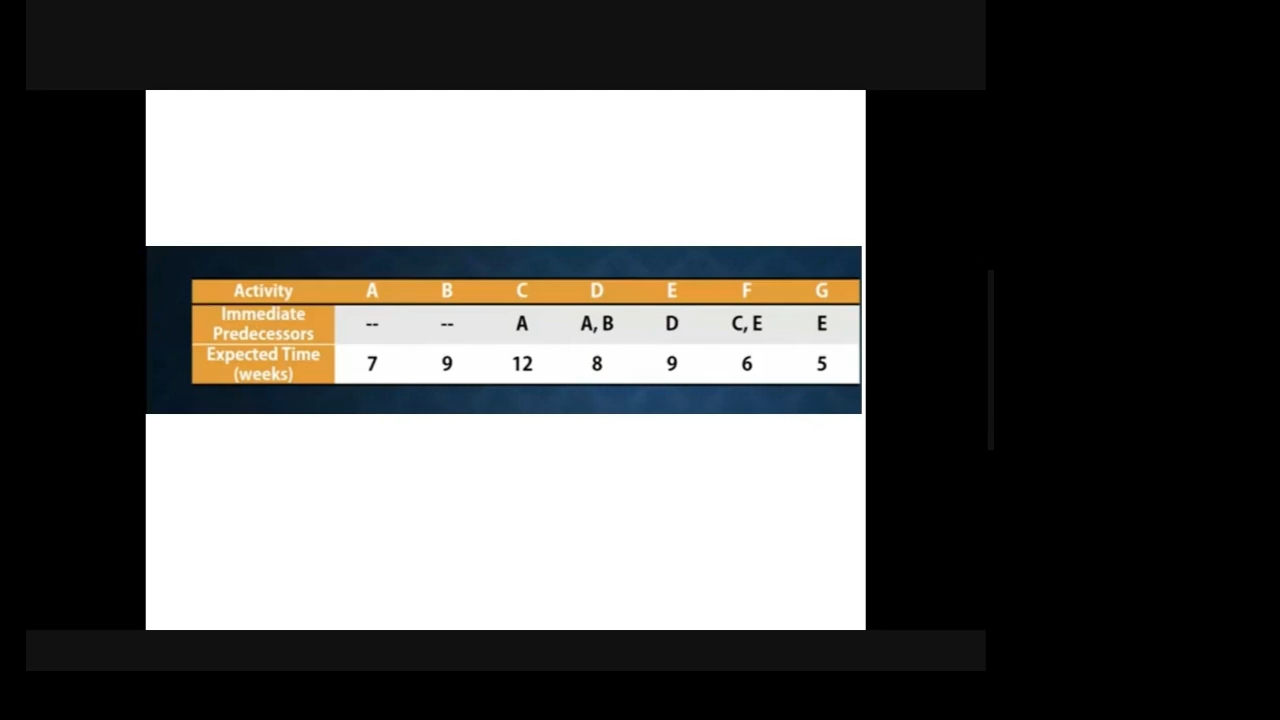 Activity A B C D E F G
Immediate Predecessors -- -- A A, B D C, E E
Expected Time (weeks) 7 9 12 8 9 6 5